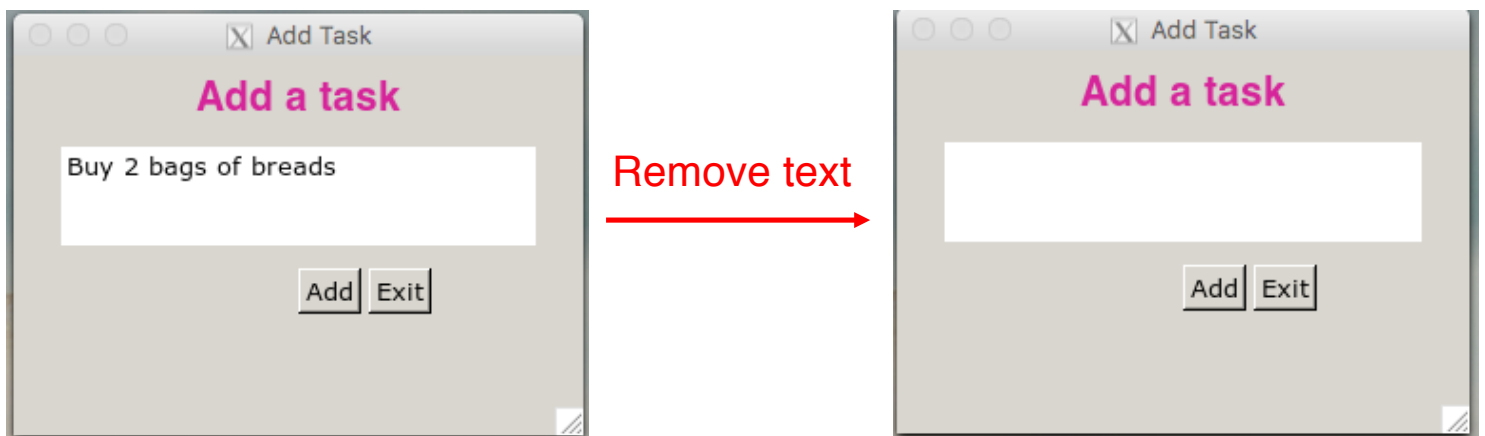 Add Task
Add a task
Buy 2 bags of breads
Add Exit
Remove text
Add Task
Add a task
Add Exit